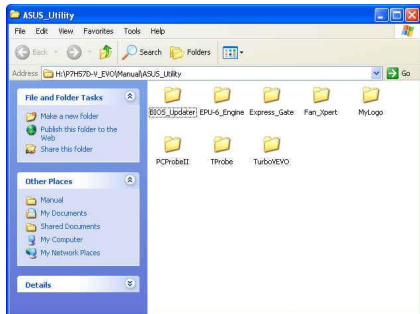 ASUS_Utility
File Edit View Favorites Tools Help
Back Search Folders
Address H:\P7H57D-V_EVO\Manual\ASUS_Utility Go
File and Folder Tasks
Make a new folder
Publish this folder to the
Web
Share this folder
Other Places
Manual
My Documents
Shared Documents
My Computer
My Network Places
Details
BIOS_Updater EPU-6_Engine Express_Gate Fan_Xpert MyLogo
PCProbeII TProbe TurboVEVO